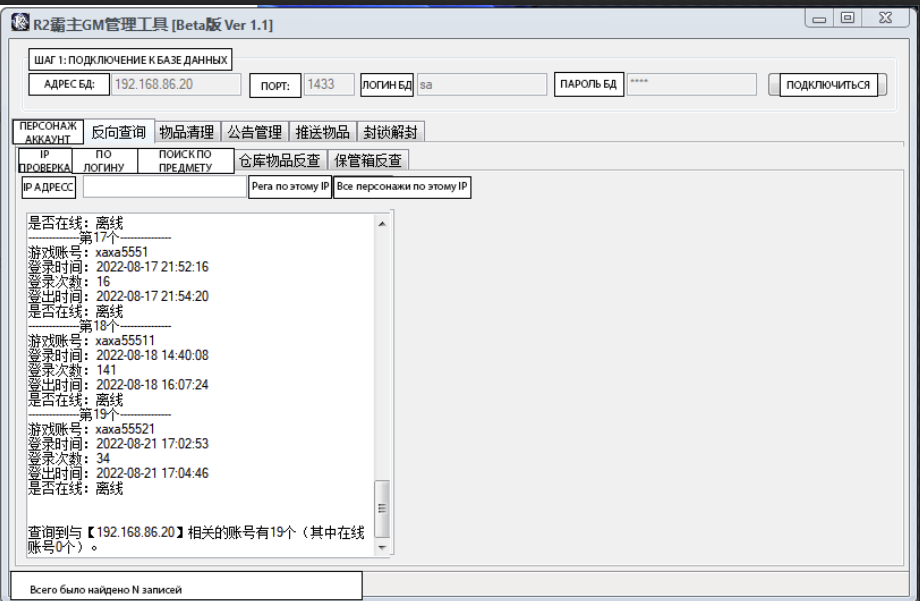 R2霸主GM管理工具 [Beta版 Ver 1.1]
ШАГ 1: ПОДКЛЮЧЕНИЕ К БАЗЕ ДАННЫХ
АДРЕС БД: 192.168.86.20 ПОРТ: 1433 ЛОГИН БД sa ПАРОЛЬ БД **** ПОДКЛЮЧИТЬСЯ
ПЕРСОНАЖ АККАУНТ 反向查询 物品清理 公告管理 推送物品 封锁解封
IP ПРОВЕРКА ПО ЛОГИНУ ПОИСК ПО ПРЕДМЕТУ 仓库物品反查 保管箱反查
IP АДРЕСС Рега по этому IP Все персонажи по этому IP
是否在线：离线
--------------第17个--------------
游戏账号：xaxa5551
登录时间：2022-08-17 21:52:16
登录次数：16
登出时间：2022-08-17 21:54:20
是否在线：离线
--------------第18个--------------
游戏账号：xaxa55511
登录时间：2022-08-18 14:40:08
登录次数：141
登出时间：2022-08-18 16:07:24
是否在线：离线
--------------第19个--------------
游戏账号：xaxa55521
登录时间：2022-08-21 17:02:53
登录次数：34
登出时间：2022-08-21 17:04:46
是否在线：离线
查询到与【192.168.86.20】相关的账号有19个（其中在线
账号0个）。
Всего было найдено N записей